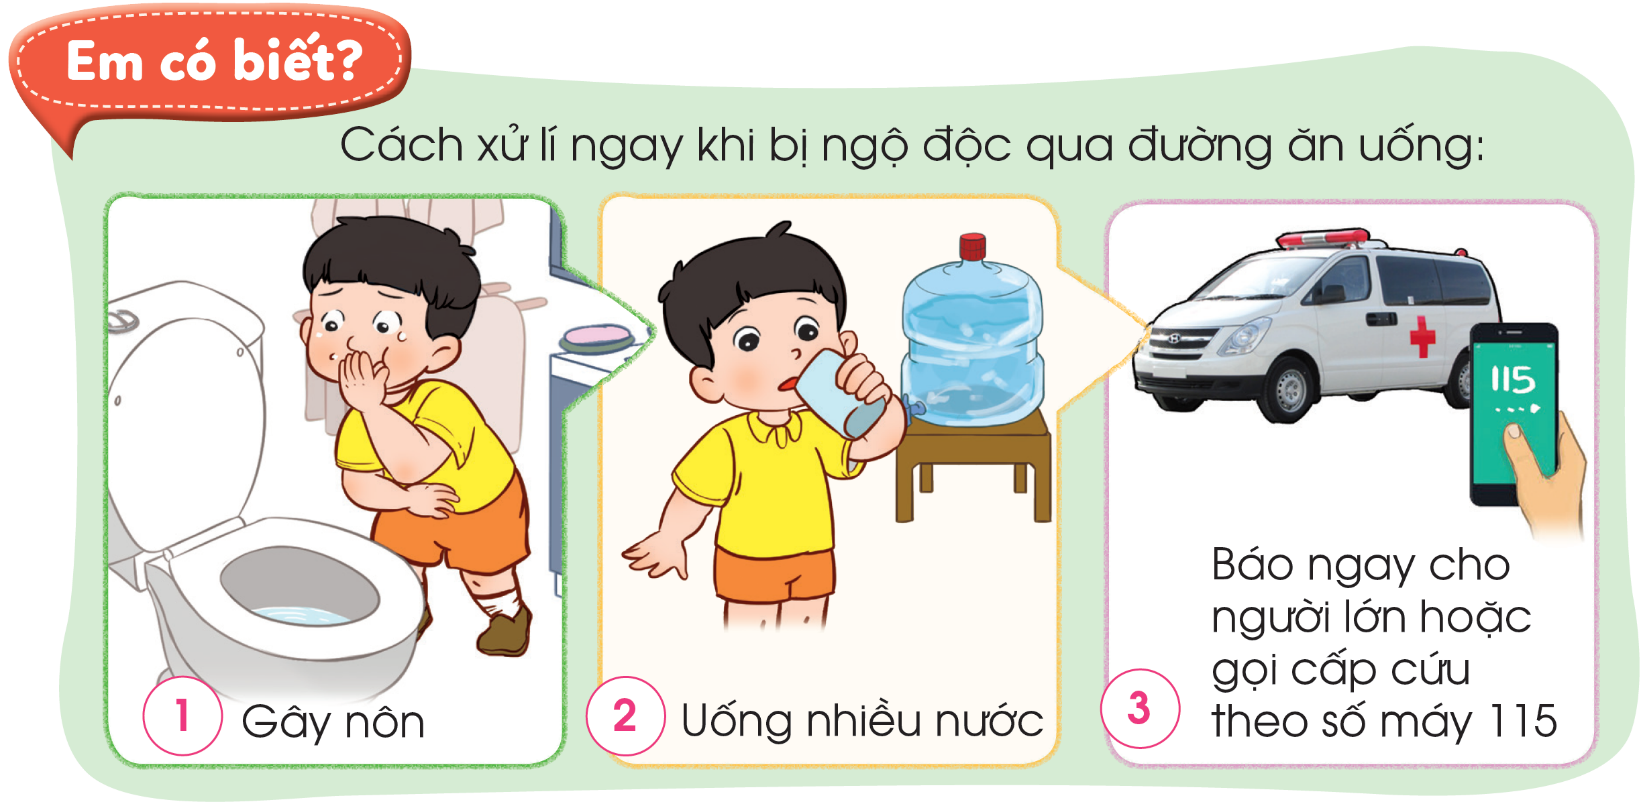 Em có biết?
Cách xử lí ngay khi bị ngộ độc qua đường ăn uống:
115
1
Gây nôn
2
Uống nhiều nước
Báo ngay cho
người lớn hoặc
gọi cấp cứu
theo số máy 115
3